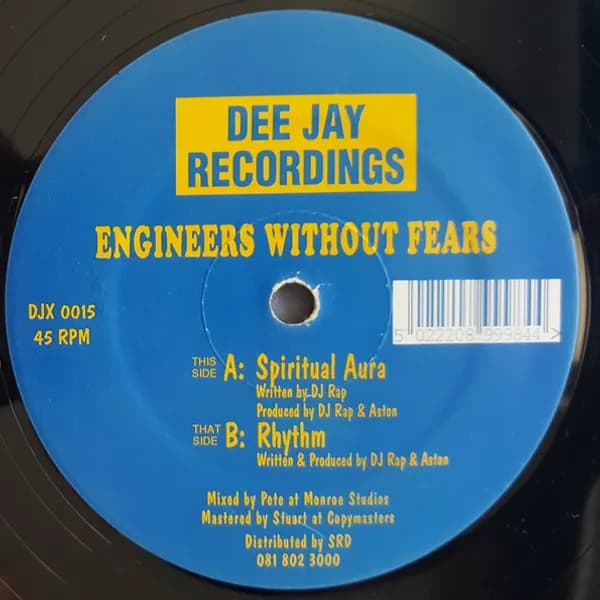 DEE JAY
RECORDINGS
ENGINEERS WITHOUT FEARS
DJX 0015
45 RPM
5 022208 999844 >
THIS SIDE A: Spiritual Aura
Written by DJ Rap
Produced by DJ Rap & Aston
THAT SIDE B: Rhythm
Written & Produced by DJ Rap & Aston
Mixed by Pete at Monroe Studios
Mastered by Stuart at Copymasters
Distributed by SRD
081 802 3000